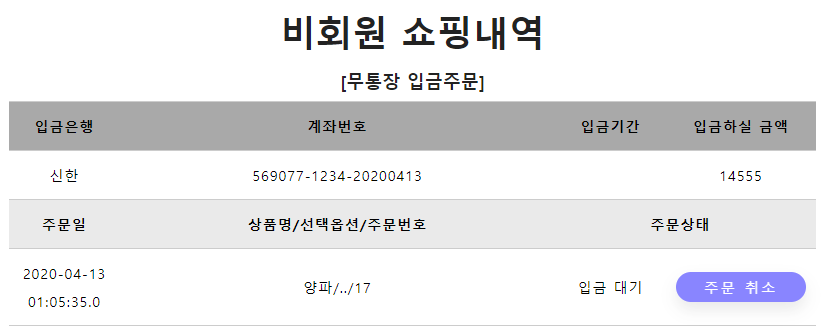 비회원 쇼핑내역
[무통장 입금주문]
입금은행 계좌번호 입금기간 입금하실 금액
신한 569077-1234-20200413 14555
주문일 상품명/선택옵션/주문번호 주문상태
2020-04-13
01:05:35.0 양파/../17 입금 대기 주문 취소